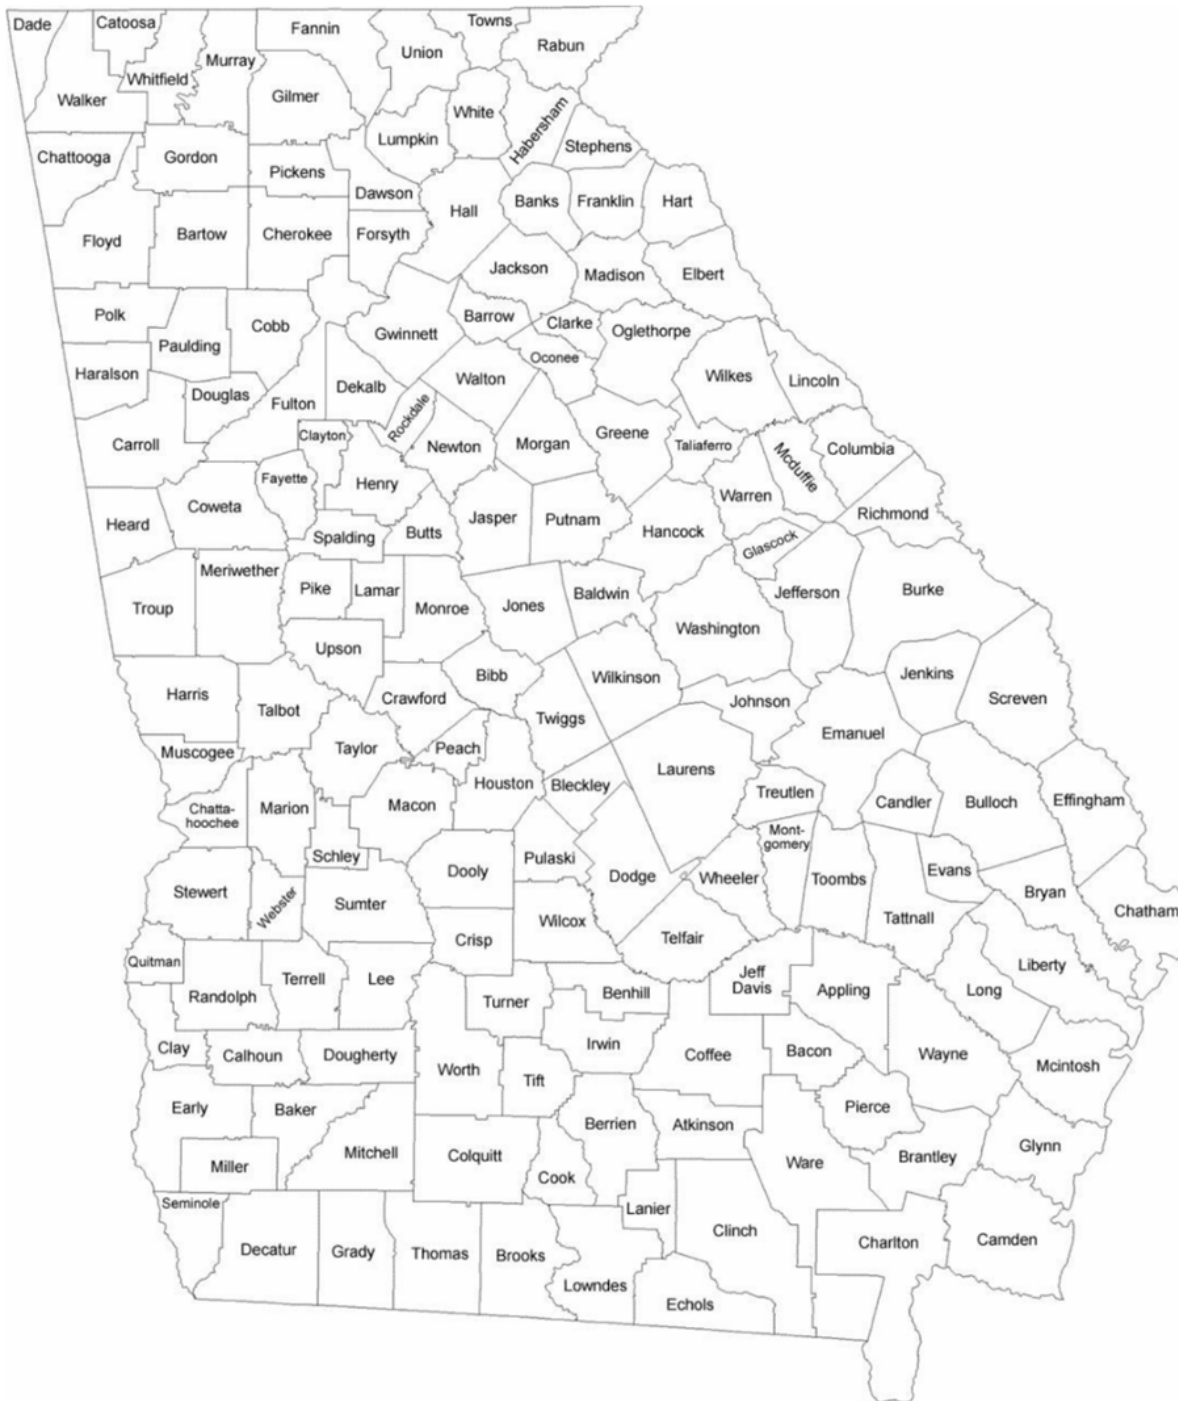 Dade
Catoosa
Fannin
Towns
Rabun
Union
Murray
Whitfield
Walker
Gilmer
White
Habersham
Lumpkin
Stephens
Chattooga
Gordon
Pickens
Dawson
Hall
Banks
Franklin
Hart
Floyd
Bartow
Cherokee
Forsyth
Jackson
Madison
Elbert
Polk
Paulding
Cobb
Gwinnett
Barrow
Clarke
Oglethorpe
Oconee
Haralson
Douglas
Fulton
Dekalb
Rockdale
Walton
Wilkes
Lincoln
Carroll
Clayton
Newton
Morgan
Greene
Taliaferro
Mcduffie
Columbia
Fayette
Henry
Coweta
Heard
Spalding
Butts
Jasper
Putnam
Hancock
Warren
Richmond
Glascock
Troup
Meriwether
Pike
Lamar
Monroe
Jones
Baldwin
Washington
Jefferson
Burke
Upson
Harris
Talbot
Crawford
Bibb
Wilkinson
Twiggs
Johnson
Jenkins
Screven
Emanuel
Muscogee
Taylor
Peach
Houston
Bleckley
Laurens
Treutlen
Candler
Bulloch
Effingham
Chatta-
hoochee
Marion
Macon
Schley
Dooly
Pulaski
Dodge
Wheeler
Mont-
gomery
Toombs
Evans
Bryan
Chatham
Stewert
Webster
Sumter
Crisp
Wilcox
Telfair
Tattnall
Quitman
Randolph
Terrell
Lee
Turner
Benhill
Jeff
Davis
Appling
Long
Liberty
Clay
Calhoun
Dougherty
Worth
Tift
Irwin
Coffee
Bacon
Wayne
Mcintosh
Early
Baker
Mitchell
Miller
Colquitt
Cook
Berrien
Atkinson
Pierce
Ware
Brantley
Glynn
Seminole
Decatur
Grady
Thomas
Brooks
Lanier
Lowndes
Clinch
Echols
Charlton
Camden